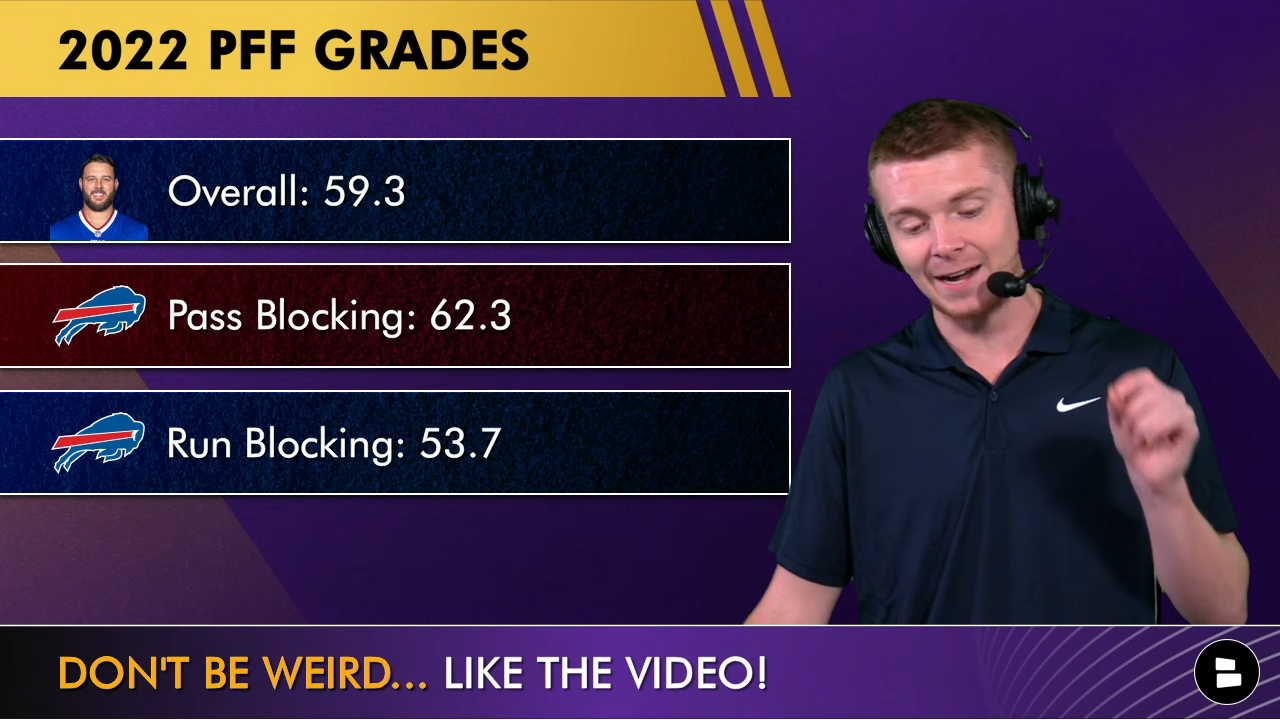 2022 PFF GRADES
Overall: 59.3
Pass Blocking: 62.3
Run Blocking: 53.7
DON'T BE WEIRD... LIKE THE VIDEO!